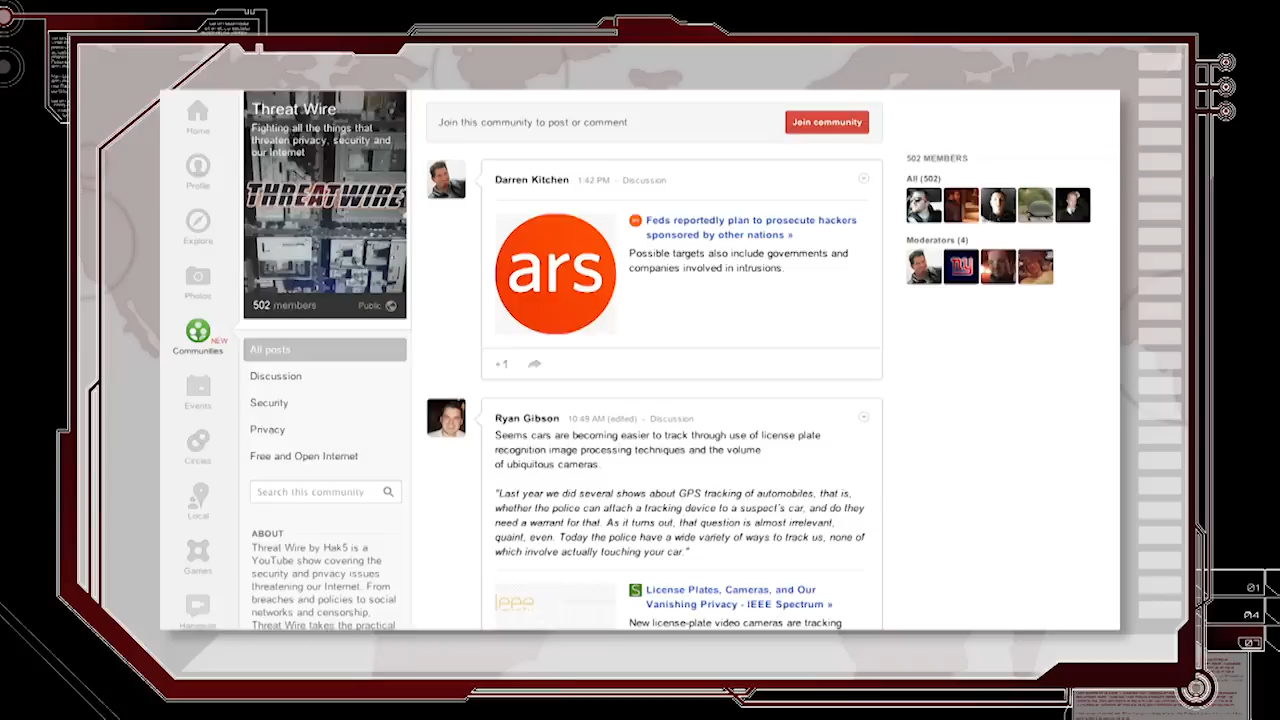 Home
Profile
Explore
Photos
NEW
Communities
Events
Circles
Local
Games
Threat Wire
Fighting all the things that
threaten privacy, security and
our Internet
THREATWIRE
502 members
Public
All posts
Discussion
Security
Privacy
Free and Open Internet
Search this community
ABOUT
Threat Wire by Hak5 is a
YouTube show covering the
security and privacy issues
threatening our Internet. From
breaches and policies to social
networks and censorship,
Threat Wire takes the practical
Join this community to post or comment
Join community
Darren Kitchen 1:42 PM - Discussion
ars
Feds reportedly plan to prosecute hackers
sponsored by other nations »
Possible targets also include governments and
companies involved in intrusions.
+1
Ryan Gibson 10:49 AM (edited) - Discussion
Seems cars are becoming easier to track through use of license plate
recognition image processing techniques and the volume
of ubiquitous cameras.
"Last year we did several shows about GPS tracking of automobiles, that is,
whether the police can attach a tracking device to a suspect's car, and do they
need a warrant for that. As it turns out, that question is almost irrelevant,
quaint, even. Today the police have a wide variety of ways to track us, none of
which involve actually touching your car."
S License Plates, Cameras, and Our
Vanishing Privacy - IEEE Spectrum »
New license-plate video cameras are tracking
502 MEMBERS
All (502)
Moderators (4)
NY
01
04
07